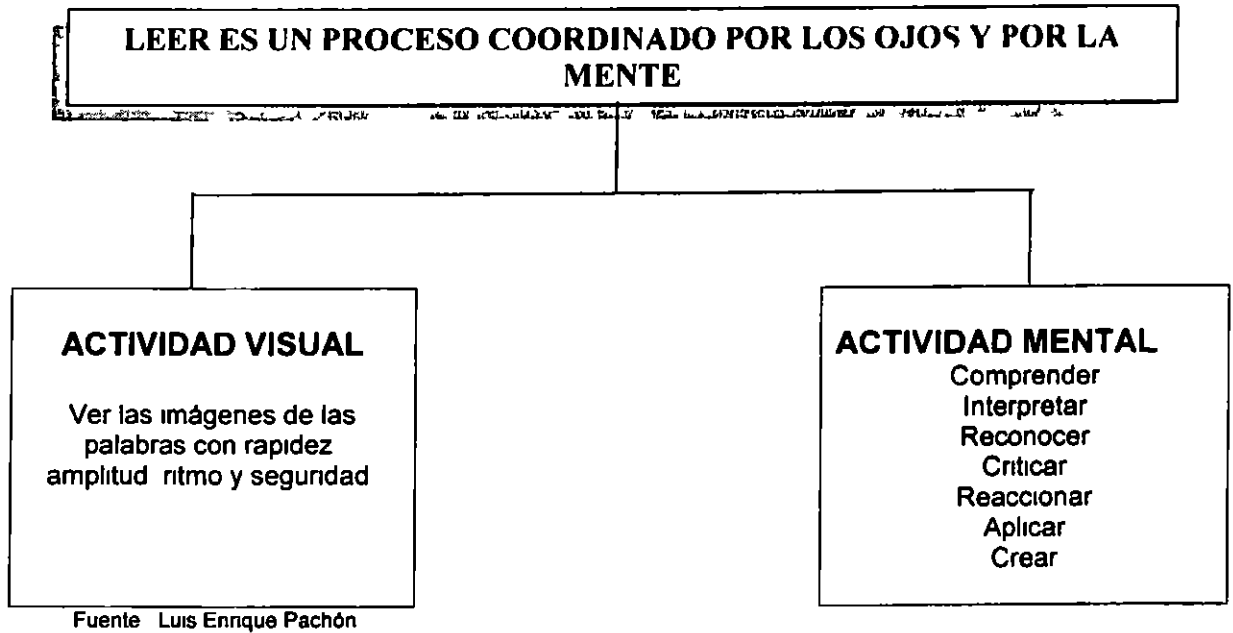 LEER ES UN PROCESO COORDINADO POR LOS OJOS Y POR LA
MENTE
ACTIVIDAD VISUAL
Ver las imágenes de las
palabras con rapidez
amplitud ritmo y seguridad
ACTIVIDAD MENTAL
Comprender
Interpretar
Reconocer
Criticar
Reaccionar
Aplicar
Crear
Fuente Luis Enrique Pachón